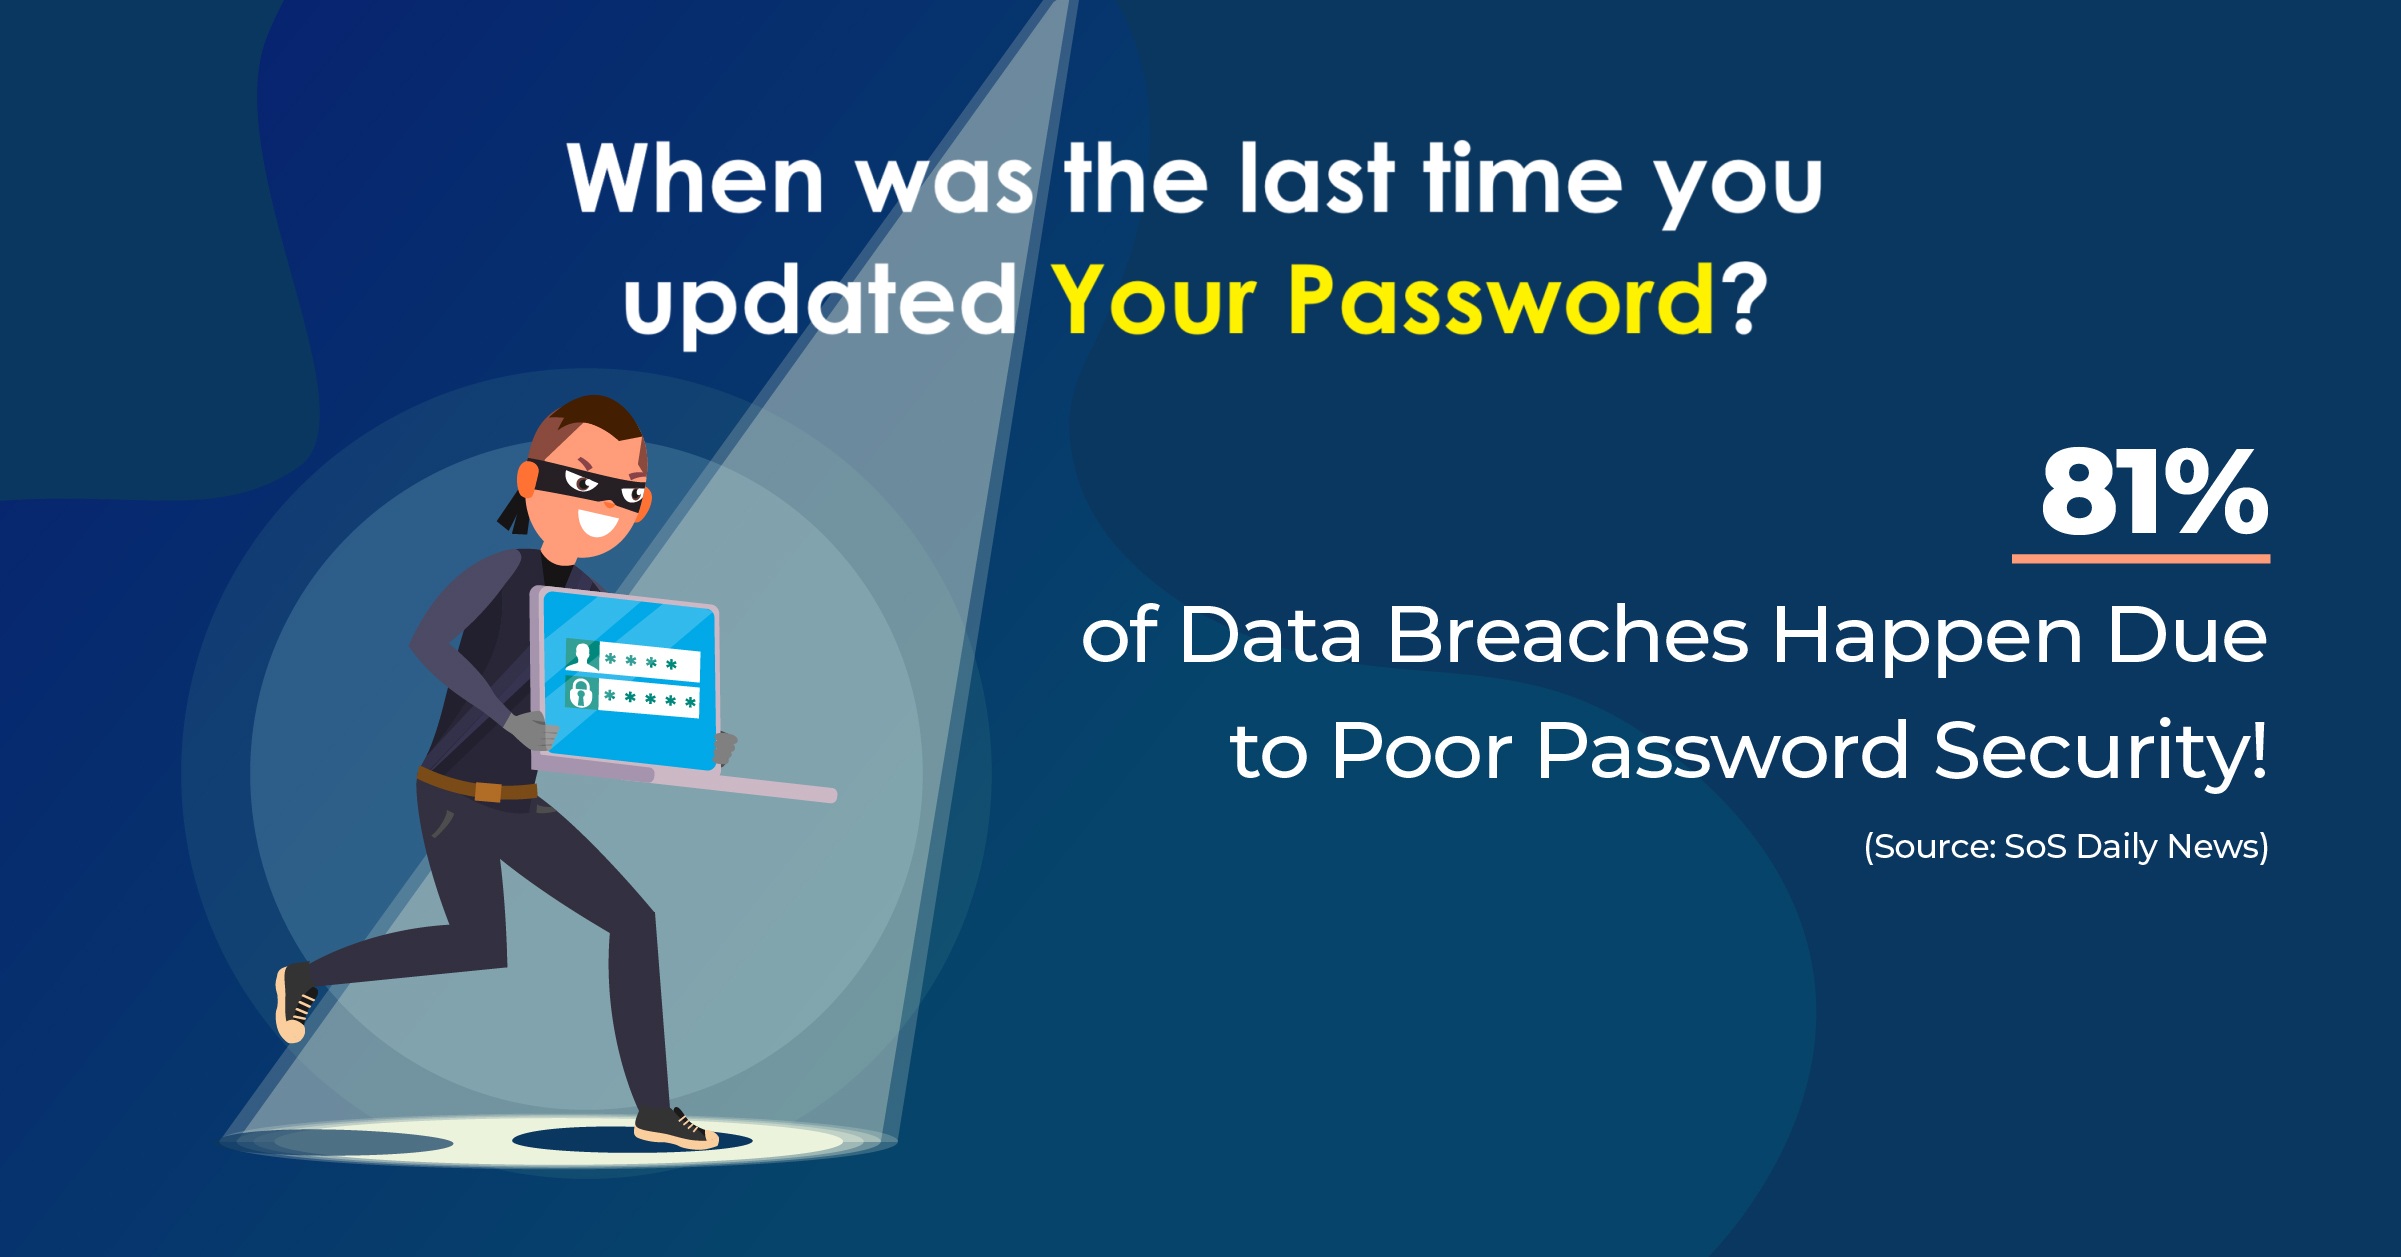 When was the last time you
updated Your Password?
* * * *
* * * * *
81%
of Data Breaches Happen Due
to Poor Password Security!
(Source: SoS Daily News)